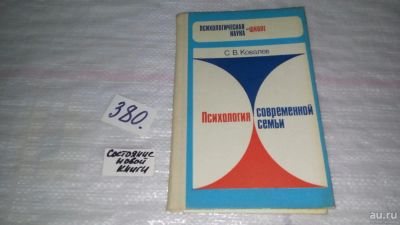 ПСИХОЛОГИЧЕСКАЯ
НАУКА — ШКОЛЕ
С. В. Ковалев
Психология современной
семьи
380.
Состояние
новой
книги
au.ru